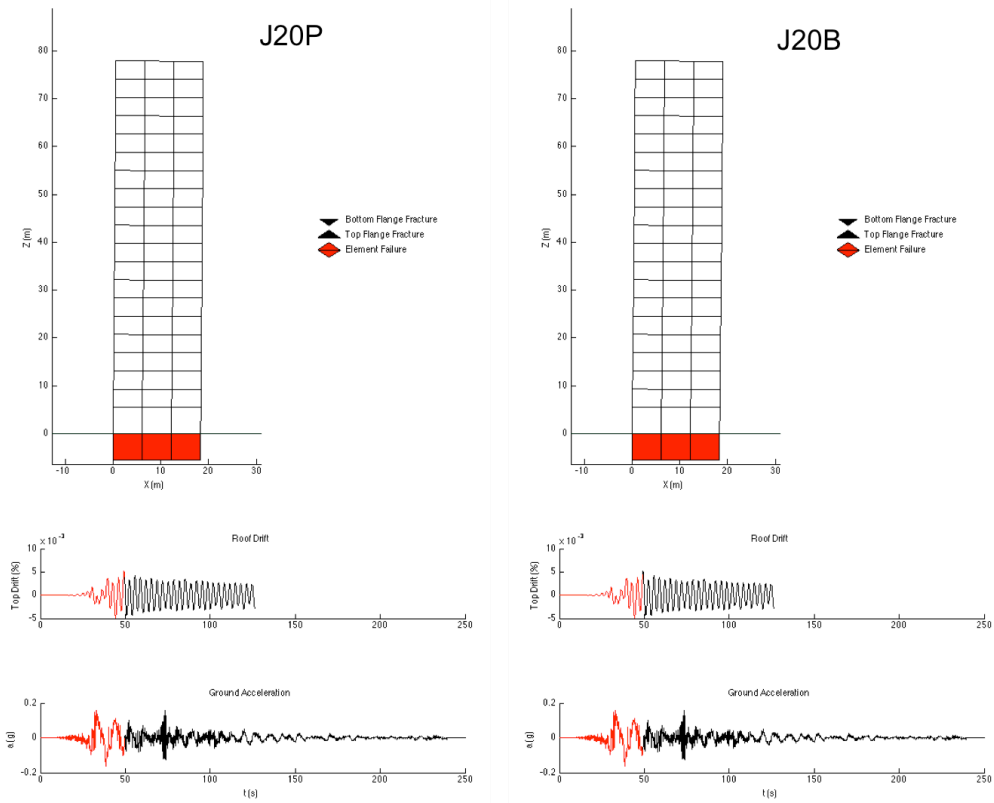 J20P
80
70
60
50
40
30
20
10
0
Z (m)
-10 0 10 20 30
X (m)
Bottom Flange Fracture
Top Flange Fracture
Element Failure
Roof Drift
10 × 10⁻³
5
0
-5
Top Drift (%)
0 50 100 150 200 250
Ground Acceleration
0.2
0
-0.2
a (g)
0 50 100 150 200 250
t (s)
J20B
80
70
60
50
40
30
20
10
0
Z (m)
-10 0 10 20 30
X (m)
Bottom Flange Fracture
Top Flange Fracture
Element Failure
Roof Drift
10 × 10⁻³
5
0
-5
Top Drift (%)
0 50 100 150 200 250
Ground Acceleration
0.2
0
-0.2
a (g)
0 50 100 150 200 250
t (s)